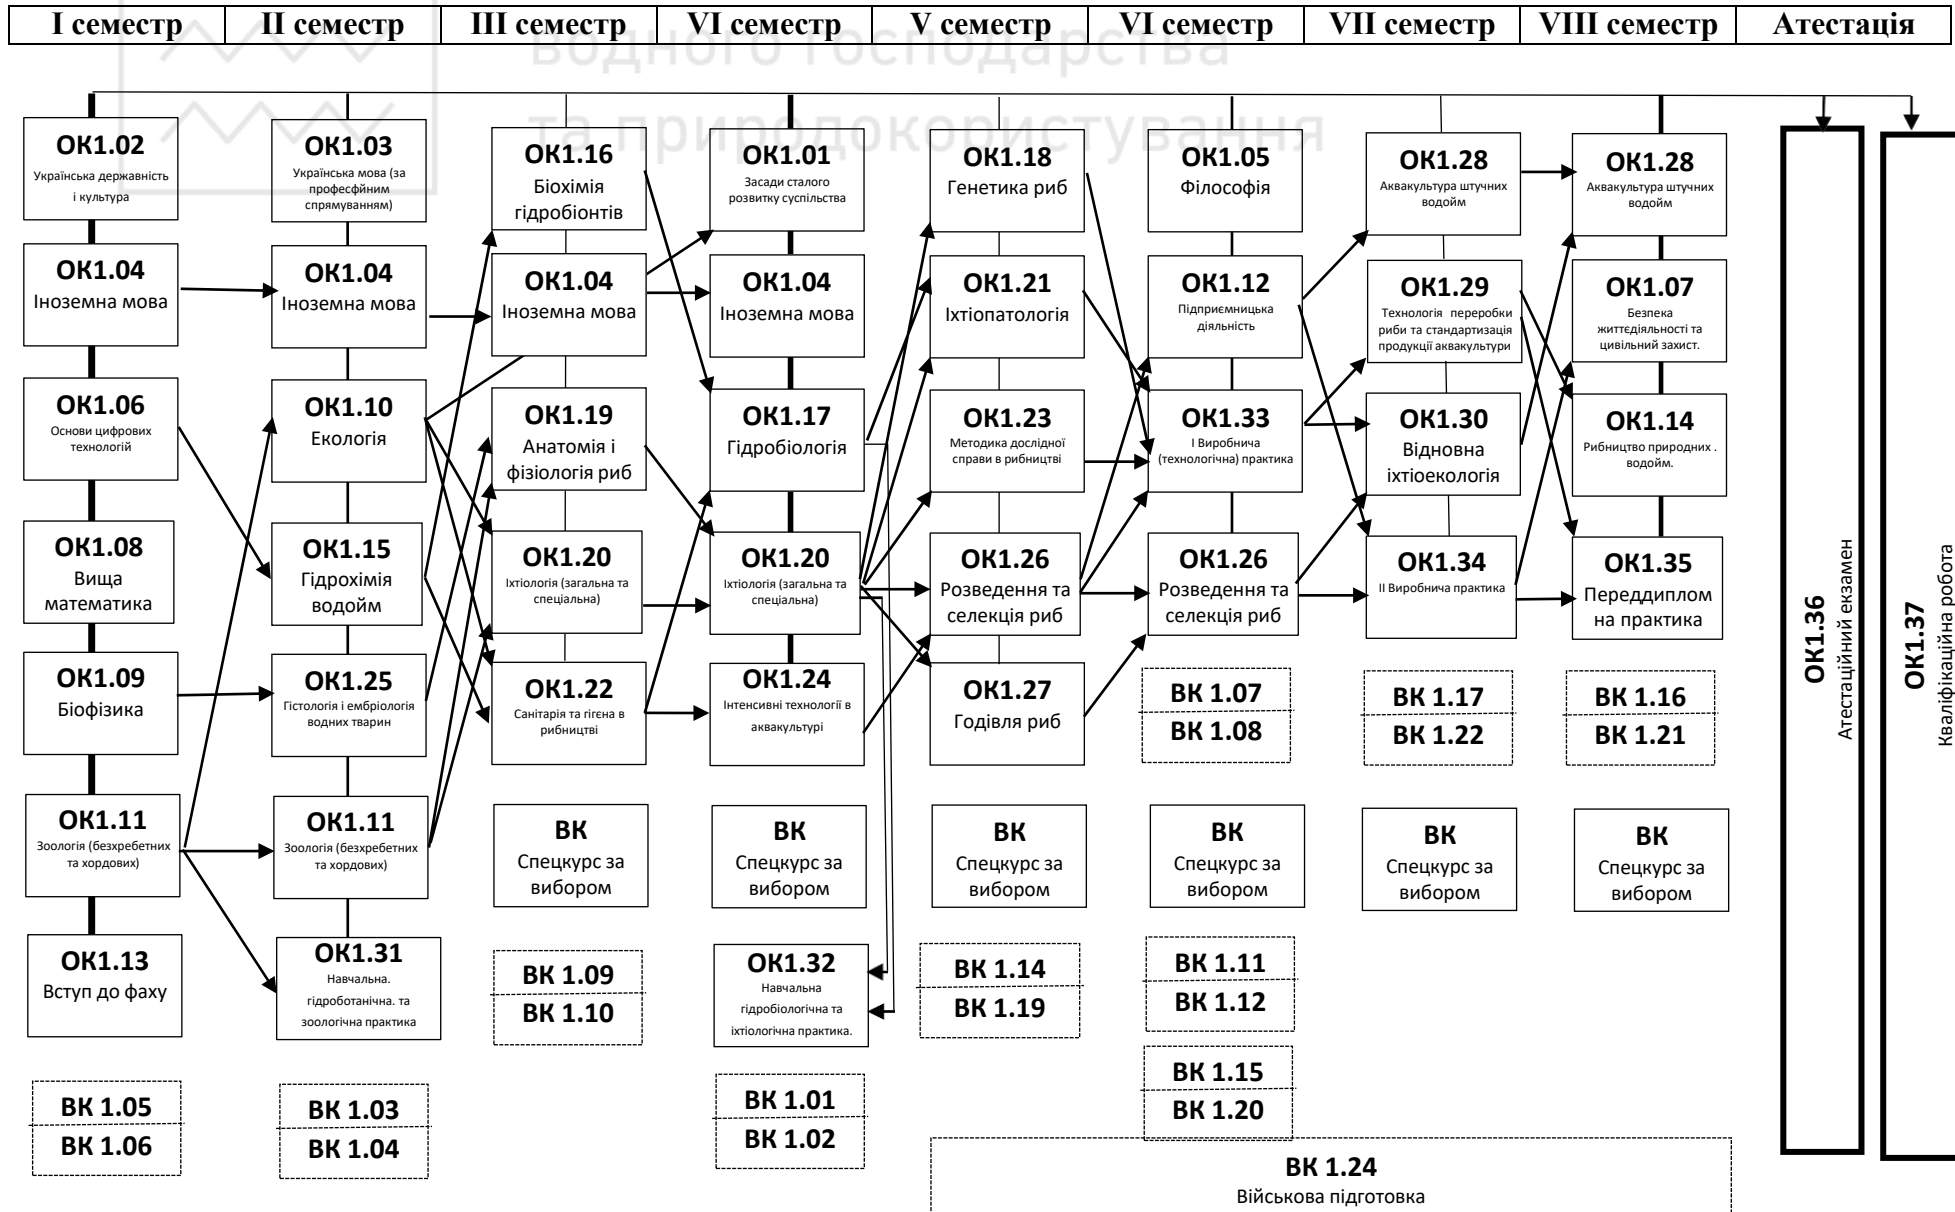 I семестр
II семестр
III семестр
VI семестр
V семестр
VI семестр
VII семестр
VIII семестр
Атестація
водного господарства
та природокористування
ОК1.02
Українська державність
і культура
ОК1.04
Іноземна мова
ОК1.06
Основи цифрових
технологій
ОК1.08
Вища
математика
ОК1.09
Біофізика
ОК1.11
Зоологія (безхребетних
та хордових)
ОК1.13
Вступ до фаху
ВК 1.05
ВК 1.06
ОК1.03
Українська мова (за
професфйним
спрямуванням)
ОК1.04
Іноземна мова
ОК1.10
Екологія
ОК1.15
Гідрохімія
водойм
ОК1.25
Гістологія і ембріологія
водних тварин
ОК1.11
Зоологія (безхребетних
та хордових)
ОК1.31
Навчальна.
гідроботанічна. та
зоологічна практика
ВК 1.03
ВК 1.04
ОК1.16
Біохімія
гідробіонтів
ОК1.04
Іноземна мова
ОК1.19
Анатомія і
фізіологія риб
ОК1.20
Іхтіологія (загальна та
спеціальна)
ОК1.22
Санітарія та гігєна в
рибництві
ВК
Спецкурс за
вибором
ВК 1.09
ВК 1.10
ОК1.01
Засади сталого
розвитку суспільства
ОК1.04
Іноземна мова
ОК1.17
Гідробіологія
ОК1.20
Іхтіологія (загальна та
спеціальна)
ОК1.24
Інтенсивні технології в
аквакультурі
ВК
Спецкурс за
вибором
ОК1.32
Навчальна
гідробіологічна та
іхтіологічна практика.
ВК 1.01
ВК 1.02
ОК1.18
Генетика риб
ОК1.21
Іхтіопатологія
ОК1.23
Методика дослідної
справи в рибництві
ОК1.26
Розведення та
селекція риб
ОК1.27
Годівля риб
ВК
Спецкурс за
вибором
ВК 1.14
ВК 1.19
ОК1.05
Філософія
ОК1.12
Підприємницька
діяльність
ОК1.33
І Виробнича
(технологічна) практика
ОК1.26
Розведення та
селекція риб
ВК 1.07
ВК 1.08
ВК
Спецкурс за
вибором
ВК 1.11
ВК 1.12
ВК 1.15
ВК 1.20
ОК1.28
Аквакультура штучних
водойм
ОК1.29
Технологія переробки
риби та стандартизація
продукції аквакультури
ОК1.30
Відновна
іхтіоекологія
ОК1.34
ІІ Виробнича практика
ВК 1.17
ВК 1.22
ВК
Спецкурс за
вибором
ОК1.28
Аквакультура штучних
водойм
ОК1.07
Безпека
життєдіяльності та
цивільний захист.
ОК1.14
Рибництво природних .
водойм.
ОК1.35
Переддиплом
на практика
ВК 1.16
ВК 1.21
ВК
Спецкурс за
вибором
ВК 1.24
Військова підготовка
ОК1.36
Атестаційний екзамен
ОК1.37
Кваліфікаційна робота